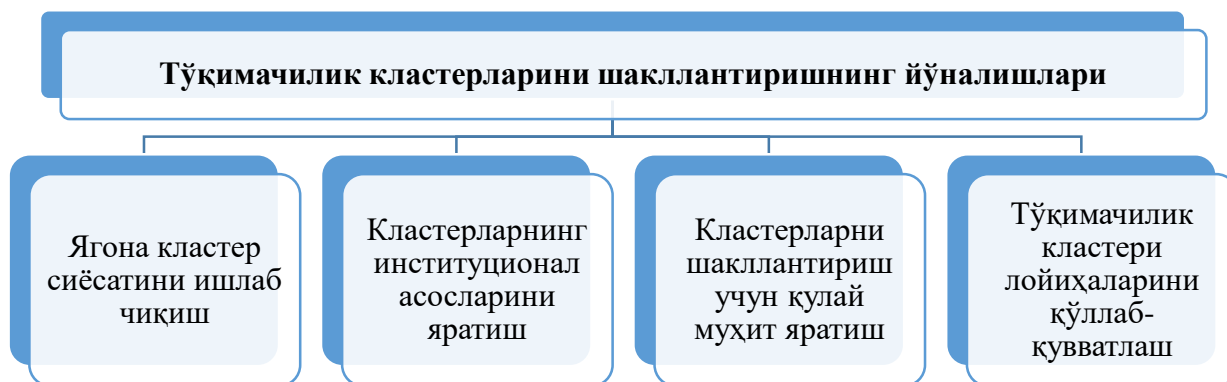 Тўқимачилик кластерларини шакллантиришнинг йўналишлари
Ягона кластер
сиёсатини ишлаб
чиқиш
Кластерларнинг
институционал
асосларини
яратиш
Кластерларни
шакллантириш
учун қулай
муҳит яратиш
Тўқимачилик
кластери
лойиҳаларини
қўллаб-
қувватлаш